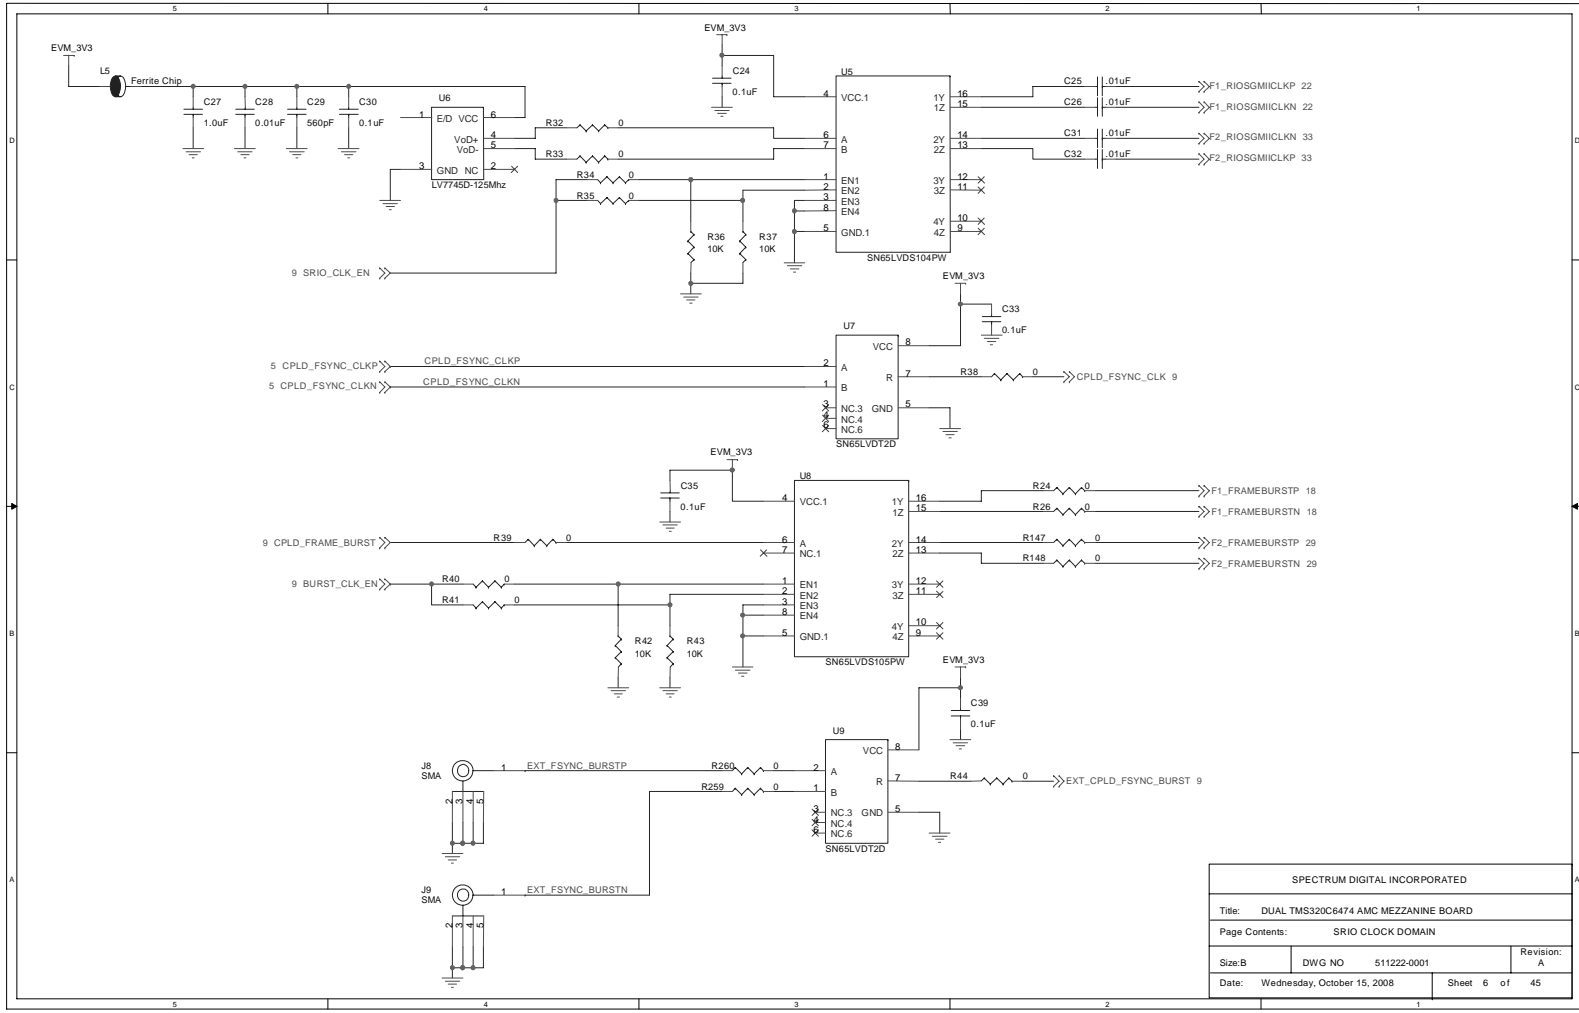 5 4 3 2 1
EVM_3V3
L5
Ferrite Chip
C27
1.0uF
C28
0.01uF
C29
560pF
C30
0.1uF
U6
1 E/D VCC 6
VoD+ 4
VoD- 5
3 GND NC 2
LV7745D-125Mhz
R32 0
R33 0
R34 0
R35 0
R36
10K
R37
10K
9 SRIO_CLK_EN
EVM_3V3
C24
0.1uF
U5
4 VCC.1
6 A
7 B
1 EN1
2 EN2
3 EN3
8 EN4
5 GND.1
1Y 16
1Z 15
2Y 14
2Z 13
3Y 12
3Z 11
4Y 10
4Z 9
SN65LVDS104PW
C25 .01uF F1_RIOSGMIICLKP 22
C26 .01uF F1_RIOSGMIICLKN 22
C31 .01uF F2_RIOSGMIICLKP 33
C32 .01uF F2_RIOSGMIICLKP 33
D D
EVM_3V3
C33
0.1uF
U7
5 CPLD_FSYNC_CLKP CPLD_FSYNC_CLKP 2 A
5 CPLD_FSYNC_CLKN CPLD_FSYNC_CLKN 1 B
VCC 8
R 7
3 NC.3 GND 5
4 NC.4
6 NC.6
SN65LVDT2D
R38 0 CPLD_FSYNC_CLK 9
C C
EVM_3V3
C35
0.1uF
U8
4 VCC.1
9 CPLD_FRAME_BURST R39 0 6 A
7 NC.1
9 BURST_CLK_EN R40 0
R41 0
1 EN1
2 EN2
3 EN3
8 EN4
5 GND.1
R42
10K
R43
10K
1Y 16
1Z 15
2Y 14
2Z 13
3Y 12
3Z 11
4Y 10
4Z 9
SN65LVDS105PW
R24 0 F1_FRAMEBURSTP 18
R26 0 F1_FRAMEBURSTN 18
R147 0 F2_FRAMEBURSTP 29
R148 0 F2_FRAMEBURSTN 29
B B
EVM_3V3
C39
0.1uF
U9
J8
SMA
1 EXT_FSYNC_BURSTP R260 0 2 A
R259 0 1 B
2 3 4 5
VCC 8
R 7
3 NC.3 GND 5
4 NC.4
6 NC.6
SN65LVDT2D
R44 0 EXT_CPLD_FSYNC_BURST 9
J9
SMA
1 EXT_FSYNC_BURSTN
2 3 4 5
A A
SPECTRUM DIGITAL INCORPORATED
Title: DUAL TMS320C6474 AMC MEZZANINE BOARD
Page Contents: SRIO CLOCK DOMAIN
Size:B DWG NO 511222-0001 Revision: A
Date: Wednesday, October 15, 2008 Sheet 6 of 45
5 4 3 2 1